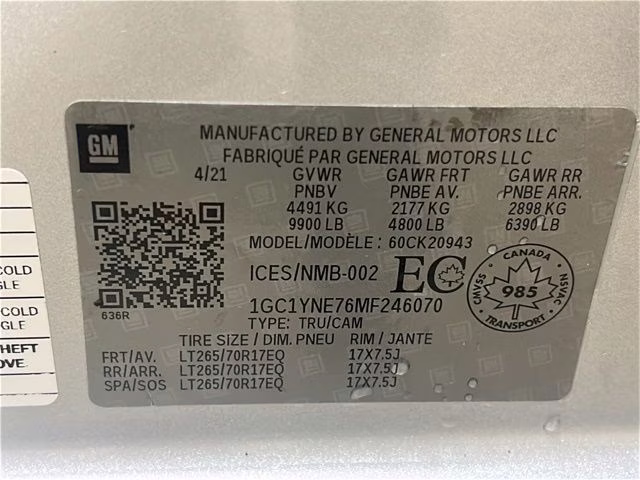 GM
MANUFACTURED BY GENERAL MOTORS LLC
FABRIQUÉ PAR GENERAL MOTORS LLC
4/21 GVWR GAWR FRT GAWR RR
PNBV PNBE AV. PNBE ARR.
4491 KG 2177 KG 2898 KG
9900 LB 4800 LB 6390 LB
MODEL/MODÈLE: 60CK20943
ICES/NMB-002 EC
CANADA
SVAC
985
NSVAC
TRANSPORT
636R
1GC1YNE76MF246070
TYPE: TRU/CAM
TIRE SIZE / DIM. PNEU RIM / JANTE
FRT/AV. LT265/70R17EQ 17X7.5J
RR/ARR. LT265/70R17EQ 17X7.5J
SPA/SOS LT265/70R17EQ 17X7.5J
COLD
GLE
COLD
GLE
HEFT
OVE